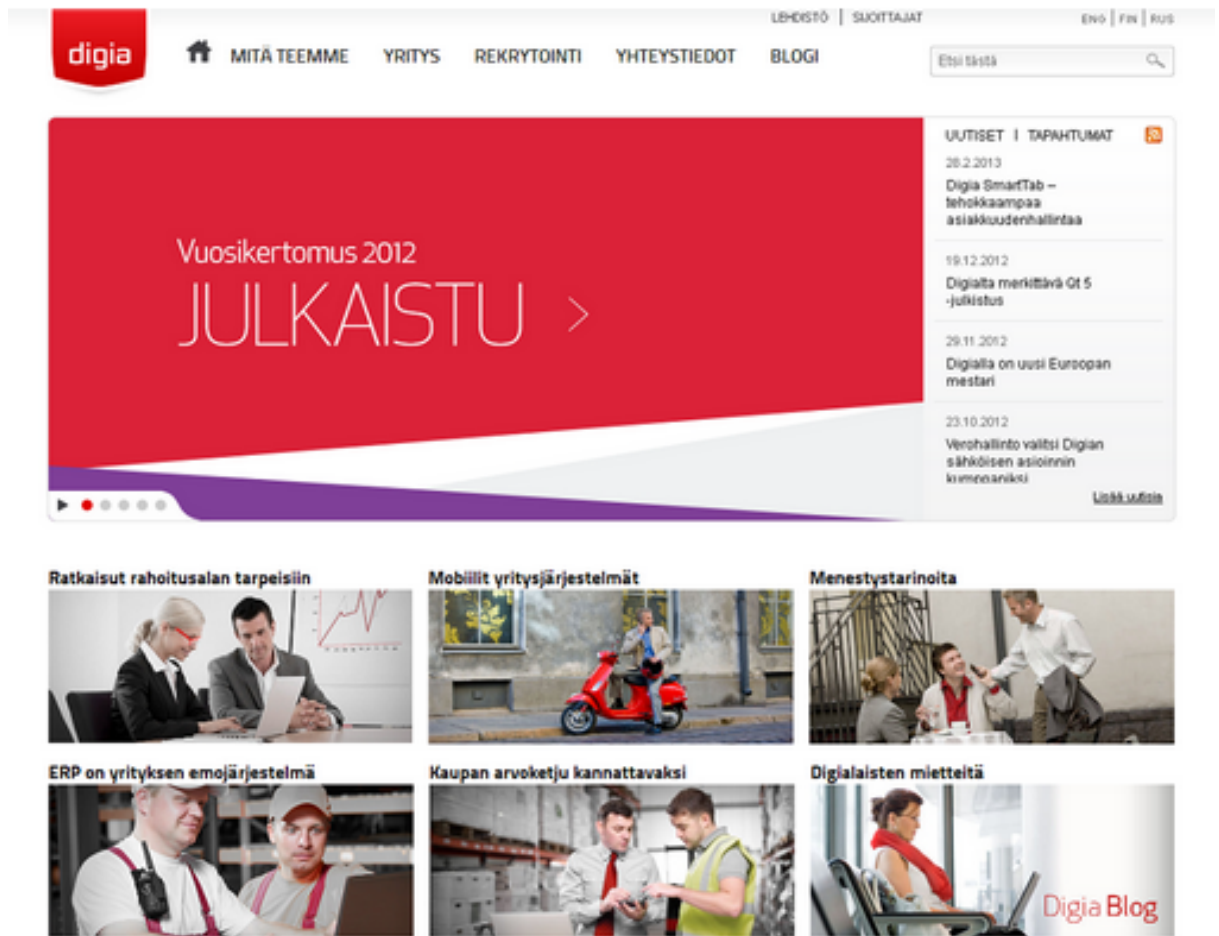 LEHDISTÖ | SIJOITTAJAT
ENG | FIN | RUS
digia
MITÄ TEEMME
YRITYS
REKRYTOINTI
YHTEYSTIEDOT
BLOGI
Etsi tästä
Vuosikertomus 2012
JULKAISTU >
UUTISET | TAPAHTUMAT
28.2.2013
Digia SmartTab –
tehokkaampaa
asiakkuudenhallintaa
19.12.2012
Digialta merkittävä Qt 5
-julkistus
29.11.2012
Digialla on uusi Euroopan
mestari
23.10.2012
Verohallinto valitsi Digian
sähköisen asioinnin
kumppaniksi
Lisää uutisia
Ratkaisut rahoitusalan tarpeisiin
Mobiilit yritysjärjestelmät
Menestystarinoita
ERP on yrityksen emojärjestelmä
Kaupan arvoketju kannattavaksi
Digialaisten mietteitä
Digia Blog